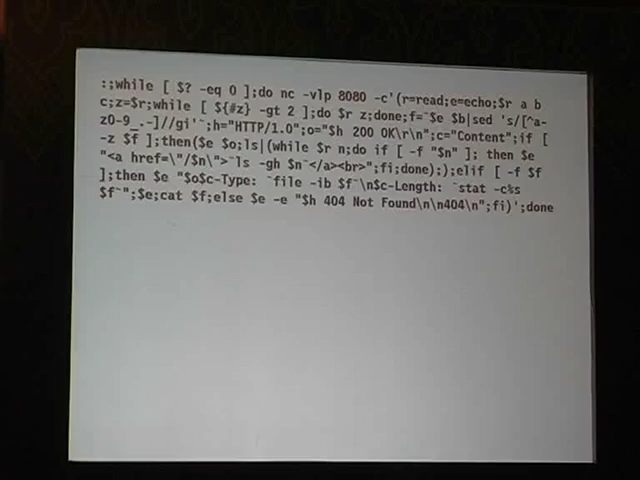 :;while [ $? -eq 0 ];do nc -vlp 8080 -c'(r=read;e=echo;$r a b
c;z=$r;while [ ${#z} -gt 2 ];do $r z;done;f=`$e $b|sed 's/[^a-
z0-9_.-]//gi'`;h="HTTP/1.0";o="$h 200 OK\r\n";c="Content";if [
-z $f ];then($e $o;ls|(while $r n;do if [ -f "$n" ]; then $e
"<a href=\"/$n\">`ls -gh $n`</a><br>";fi;done););elif [ -f $f
];then $e "$o$c-Type: `file -ib $f`\n$c-Length: `stat -c%s
$f`";$e;cat $f;else $e -e "$h 404 Not Found\n\n404\n";fi)';done